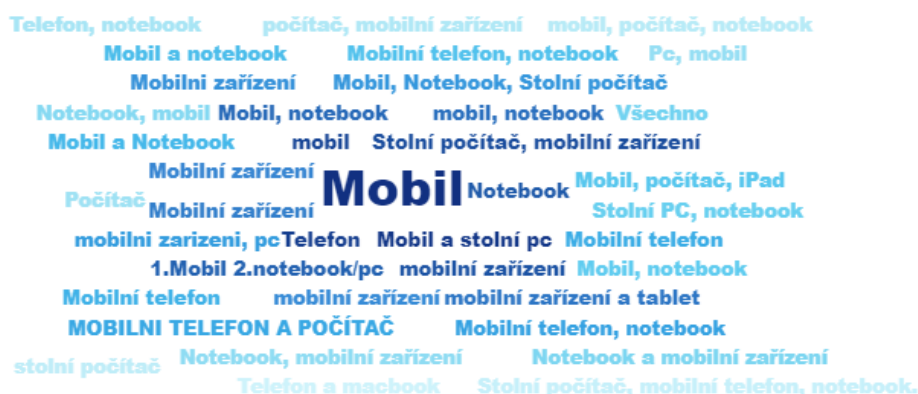 Telefon, notebook počítač, mobilní zařízení mobil, počítač, notebook
Mobil a notebook Mobilní telefon, notebook Pc, mobil
Mobilni zařízení Mobil, Notebook, Stolní počítač
Notebook, mobil Mobil, notebook mobil, notebook Všechno
Mobil a Notebook mobil Stolní počítač, mobilní zařízení
Mobilní zařízení
Mobil Notebook Mobil, počítač, iPad
Počítač Mobilní zařízení Stolní PC, notebook
mobilni zarizeni, pc Telefon Mobil a stolní pc Mobilní telefon
1.Mobil 2.notebook/pc mobilní zařízení Mobil, notebook
Mobilní telefon mobilní zařízení mobilní zařízení a tablet
MOBILNI TELEFON A POČÍTAČ Mobilní telefon, notebook
stolní počítač Notebook, mobilní zařízení Notebook a mobilní zařízení
Telefon a macbook Stolní počítač, mobilní telefon, notebook.